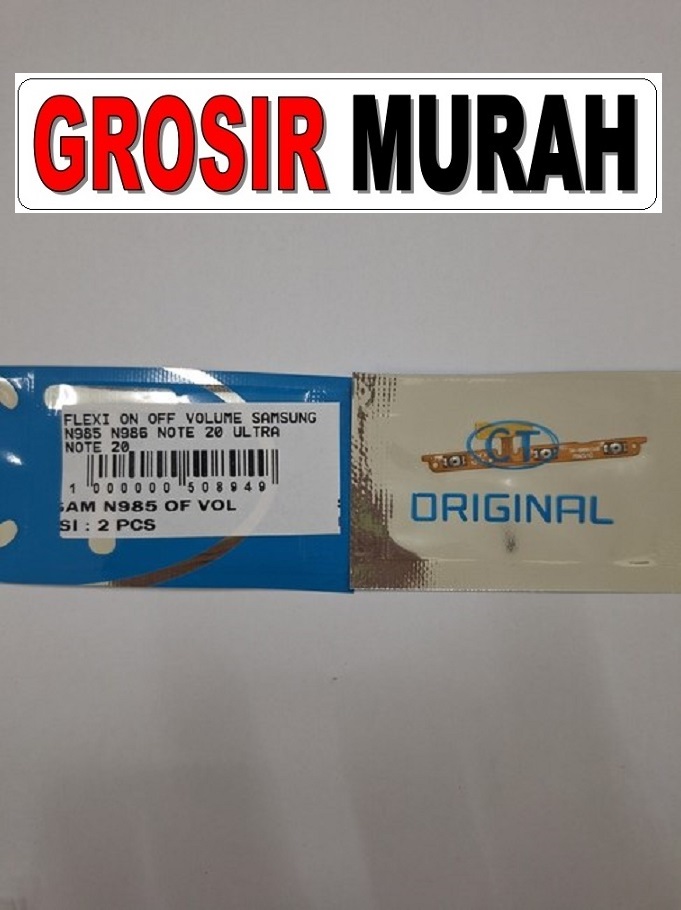 GROSIR MURAH
FLEXI ON OFF VOLUME SAMSUNG
N985 N986 NOTE 20 ULTRA
NOTE 20
1 000000 508949
SAM N985 OF VOL
SI : 2 PCS
ORIGINAL